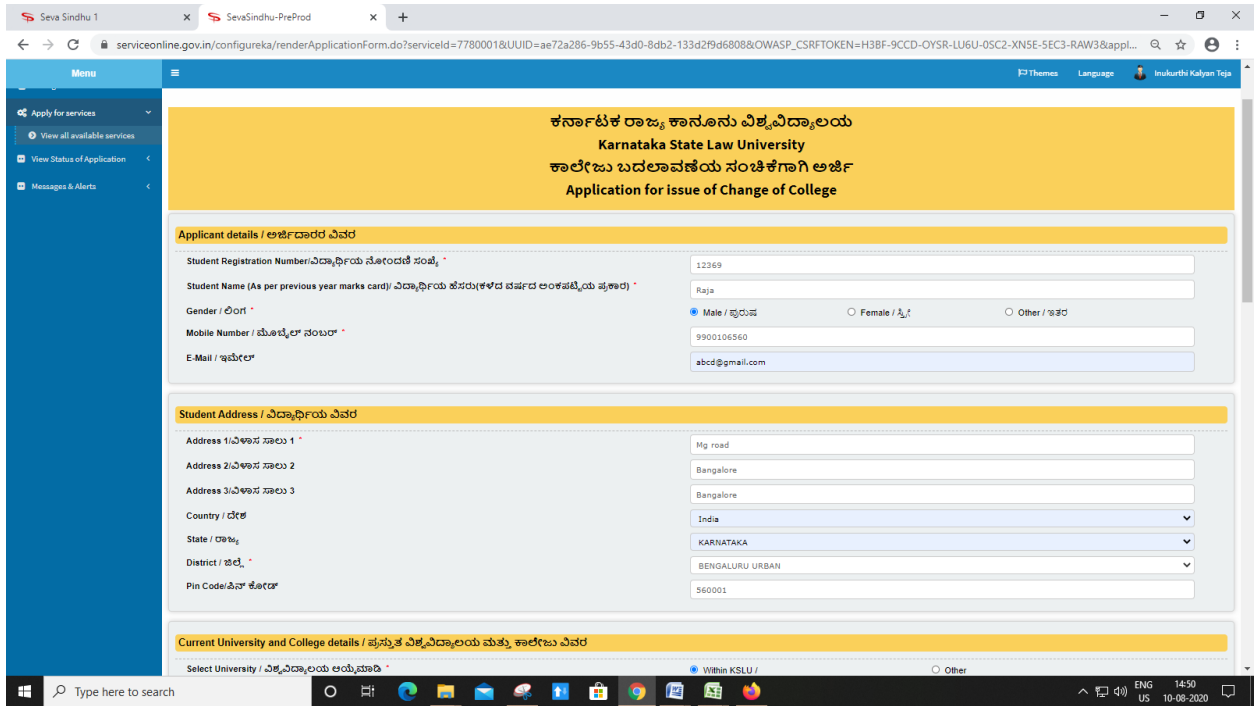 Seva Sindhu 1
SevaSindhu-PreProd
serviceonline.gov.in/configureka/renderApplicationForm.do?serviceId=7780001&UUID=ae72a286-9b55-43d0-8db2-133d2f9d6808&OWASP_CSRFTOKEN=H3BF-9CCD-OYSR-LU6U-0SC2-XN5E-5EC3-RAW3&appl...
Menu
Themes Language Inukurthi Kalyan Teja
Apply for services
View all available services
View Status of Application
Messages & Alerts
ಕರ್ನಾಟಕ ರಾಜ್ಯ ಕಾನೂನು ವಿಶ್ವವಿದ್ಯಾಲಯ
Karnataka State Law University
ಕಾಲೇಜು ಬದಲಾವಣೆಯ ಸಂಚಿಕೆಗಾಗಿ ಅರ್ಜಿ
Application for issue of Change of College
Applicant details / ಅರ್ಜಿದಾರರ ವಿವರ
Student Registration Number/ವಿದ್ಯಾರ್ಥಿಯ ನೋಂದಣಿ ಸಂಖ್ಯೆ * 12369
Student Name (As per previous year marks card)/ ವಿದ್ಯಾರ್ಥಿಯ ಹೆಸರು(ಕಳೆದ ವರ್ಷದ ಅಂಕಪಟ್ಟಿಯ ಪ್ರಕಾರ) * Raja
Gender / ಲಿಂಗ * Male / ಪುರುಷ Female / ಸ್ತ್ರೀ Other / ಇತರ
Mobile Number / ಮೊಬೈಲ್ ನಂಬರ್ * 9900106560
E-Mail / ಇಮೇಲ್ abcd@gmail.com
Student Address / ವಿದ್ಯಾರ್ಥಿಯ ವಿವರ
Address 1/ವಿಳಾಸ ಸಾಲು 1 * Mg road
Address 2/ವಿಳಾಸ ಸಾಲು 2 Bangalore
Address 3/ವಿಳಾಸ ಸಾಲು 3 Bangalore
Country / ದೇಶ India
State / ರಾಜ್ಯ KARNATAKA
District / ಜಿಲ್ಲೆ * BENGALURU URBAN
Pin Code/ಪಿನ್ ಕೋಡ್ 560001
Current University and College details / ಪ್ರಸ್ತುತ ವಿಶ್ವವಿದ್ಯಾಲಯ ಮತ್ತು ಕಾಲೇಜು ವಿವರ
Select University / ವಿಶ್ವವಿದ್ಯಾಲಯ ಆಯ್ಕೆಮಾಡಿ * Within KSLU / Other
Type here to search
ENG 14:50
US 10-08-2020